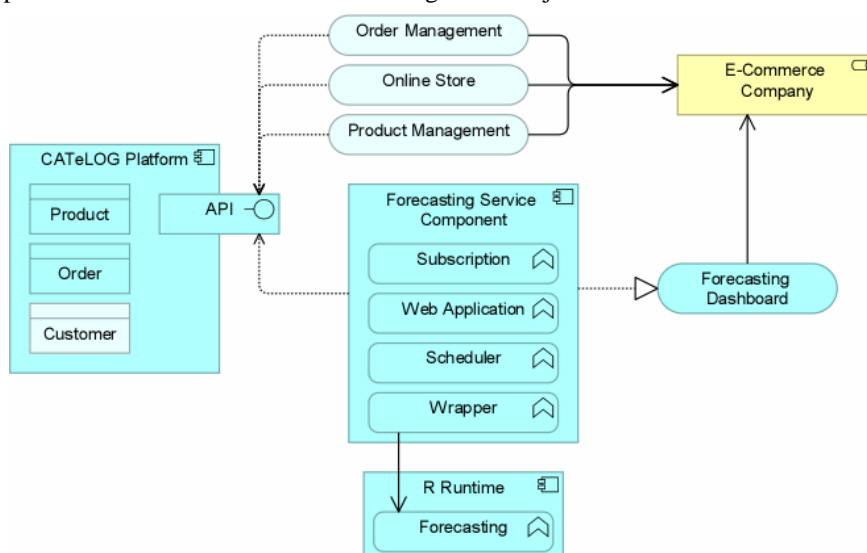 Order Management
Online Store
Product Management
E-Commerce
Company
CATeLOG Platform
Product
Order
Customer
API
Forecasting Service
Component
Subscription
Web Application
Scheduler
Wrapper
Forecasting
Dashboard
R Runtime
Forecasting